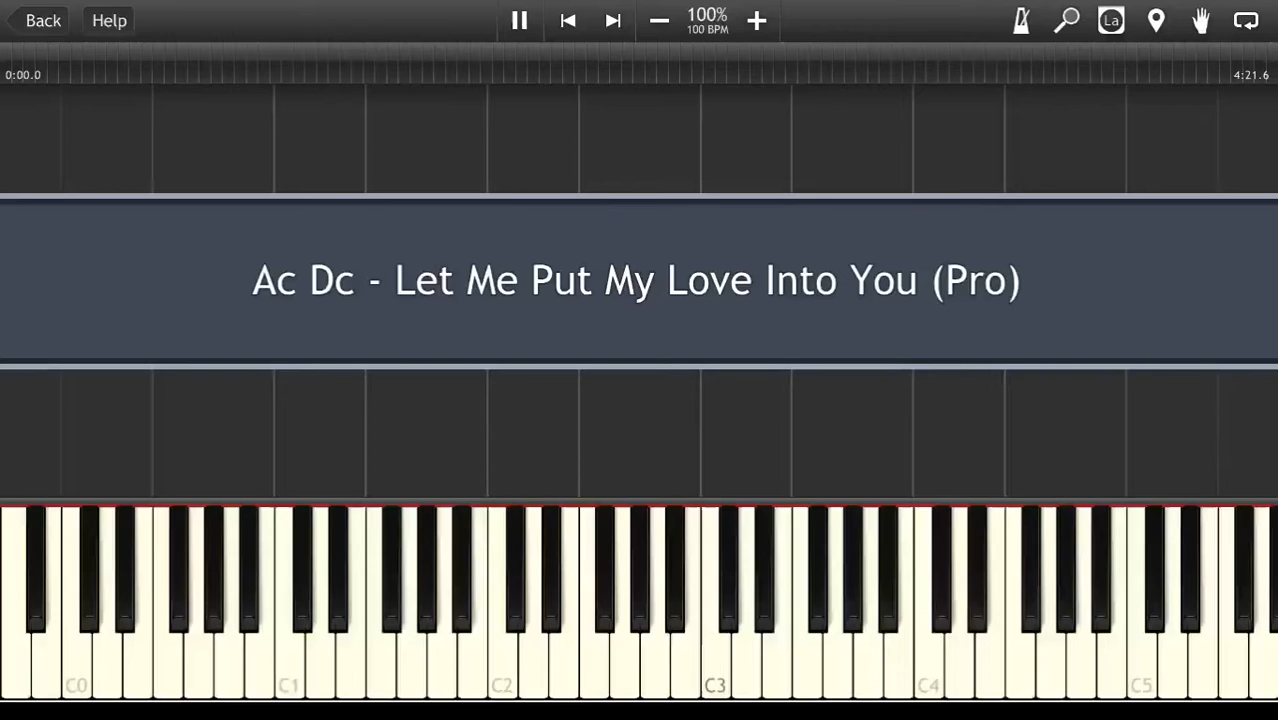 Back Help 100%
100 BPM
La
0:00.0 4:21.6
Ac Dc - Let Me Put My Love Into You (Pro)
C0 C1 C2 C3 C4 C5